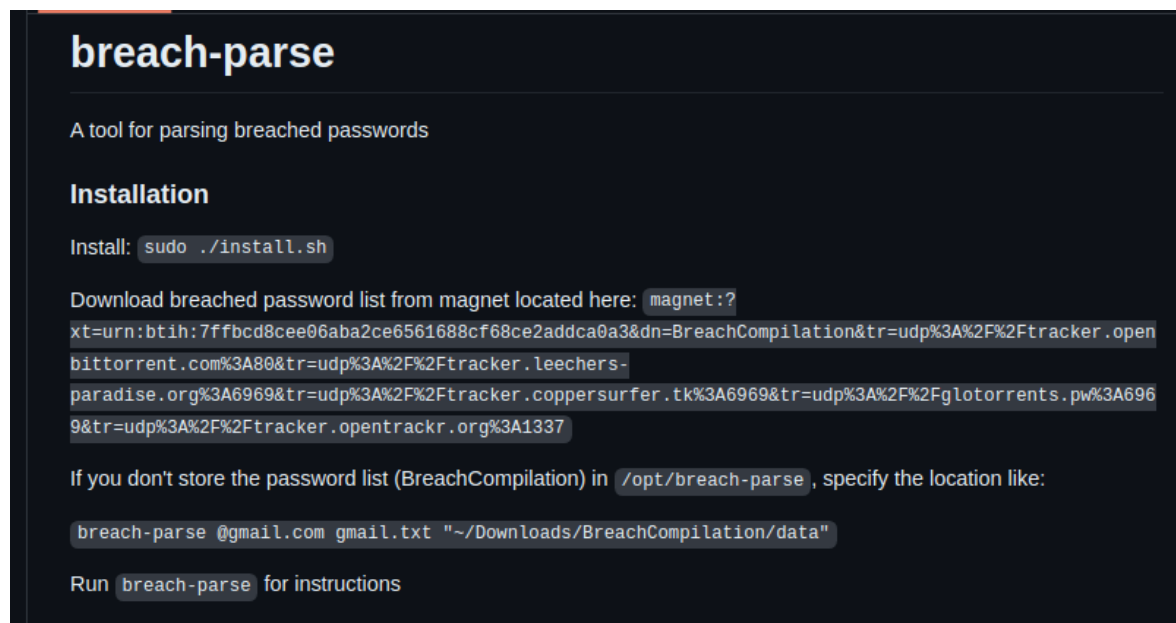 breach-parse
A tool for parsing breached passwords
Installation
Install: sudo ./install.sh
Download breached password list from magnet located here: magnet:?
xt=urn:btih:7ffbcd8cee06aba2ce6561688cf68ce2addca0a3&dn=BreachCompilation&tr=udp%3A%2F%2Ftracker.open
bittorrent.com%3A80&tr=udp%3A%2F%2Ftracker.leechers-
paradise.org%3A6969&tr=udp%3A%2F%2Ftracker.coppersurfer.tk%3A6969&tr=udp%3A%2F%2Fglotorrents.pw%3A696
9&tr=udp%3A%2F%2Ftracker.opentrackr.org%3A1337
If you don't store the password list (BreachCompilation) in /opt/breach-parse, specify the location like:
breach-parse @gmail.com gmail.txt "~/Downloads/BreachCompilation/data"
Run breach-parse for instructions